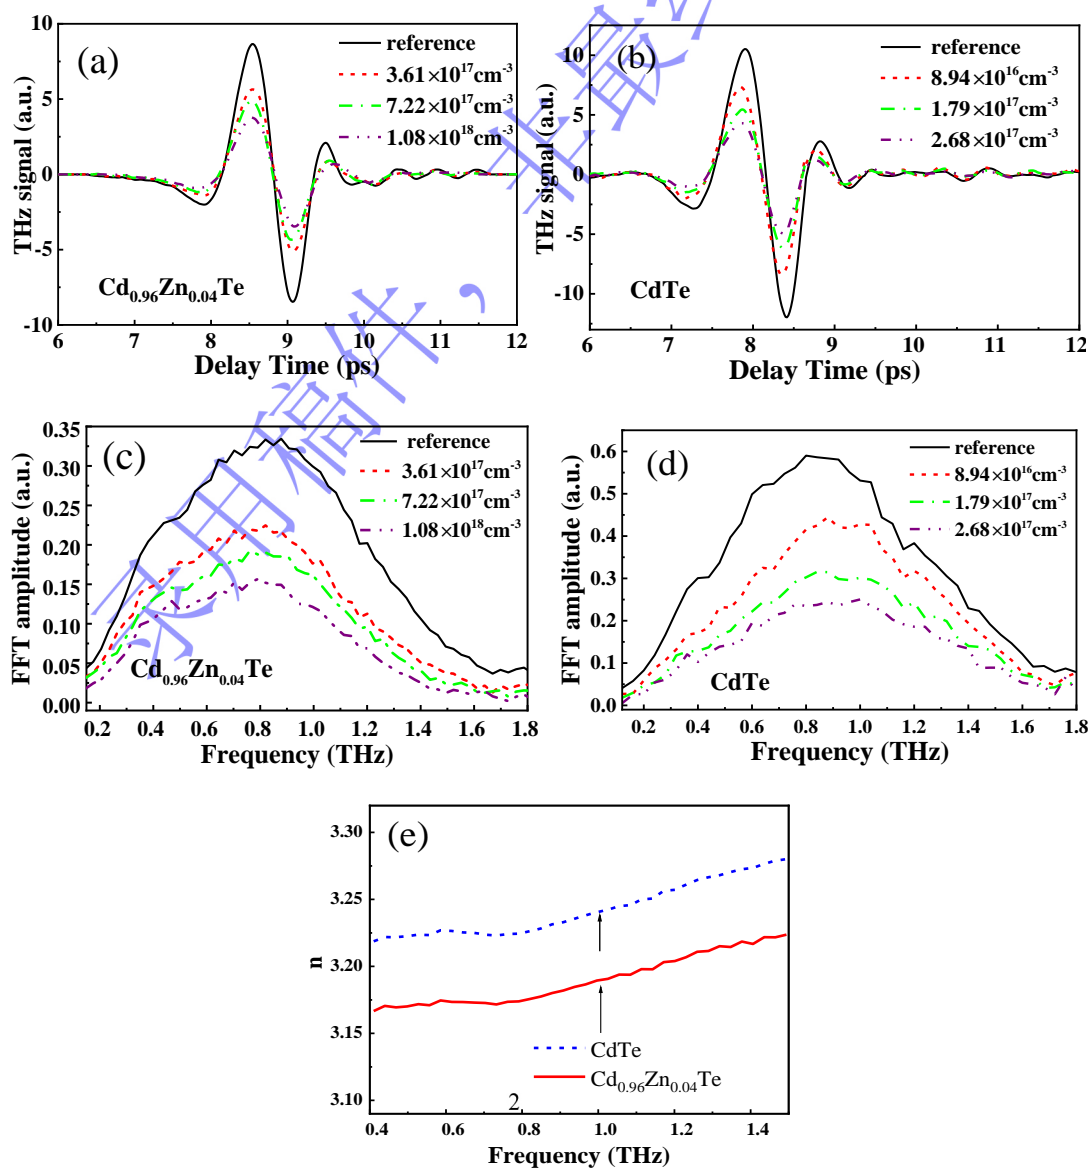 (a)
reference
3.61×10¹⁷cm⁻³
7.22×10¹⁷cm⁻³
1.08×10¹⁸cm⁻³
Cd₀.₉₆Zn₀.₀₄Te
THz signal (a.u.)
10
5
0
-5
-10
6 7 8 9 10 11 12
Delay Time (ps)
(b)
reference
8.94×10¹⁶cm⁻³
1.79×10¹⁷cm⁻³
2.68×10¹⁷cm⁻³
CdTe
THz signal (a.u.)
10
5
0
-5
-10
6 7 8 9 10 11 12
Delay Time (ps)
(c)
reference
3.61×10¹⁷cm⁻³
7.22×10¹⁷cm⁻³
1.08×10¹⁸cm⁻³
Cd₀.₉₆Zn₀.₀₄Te
FFT amplitude (a.u.)
0.35
0.30
0.25
0.20
0.15
0.10
0.05
0.00
0.2 0.4 0.6 0.8 1.0 1.2 1.4 1.6 1.8
Frequency (THz)
(d)
reference
8.94×10¹⁶cm⁻³
1.79×10¹⁷cm⁻³
2.68×10¹⁷cm⁻³
CdTe
FFT amplitude (a.u.)
0.6
0.5
0.4
0.3
0.2
0.1
0.0
0.2 0.4 0.6 0.8 1.0 1.2 1.4 1.6 1.8
Frequency (THz)
(e)
n
3.30
3.25
3.20
3.15
3.10
CdTe
Cd₀.₉₆Zn₀.₀₄Te
2
0.4 0.6 0.8 1.0 1.2 1.4
Frequency (THz)
录用稿件，非最